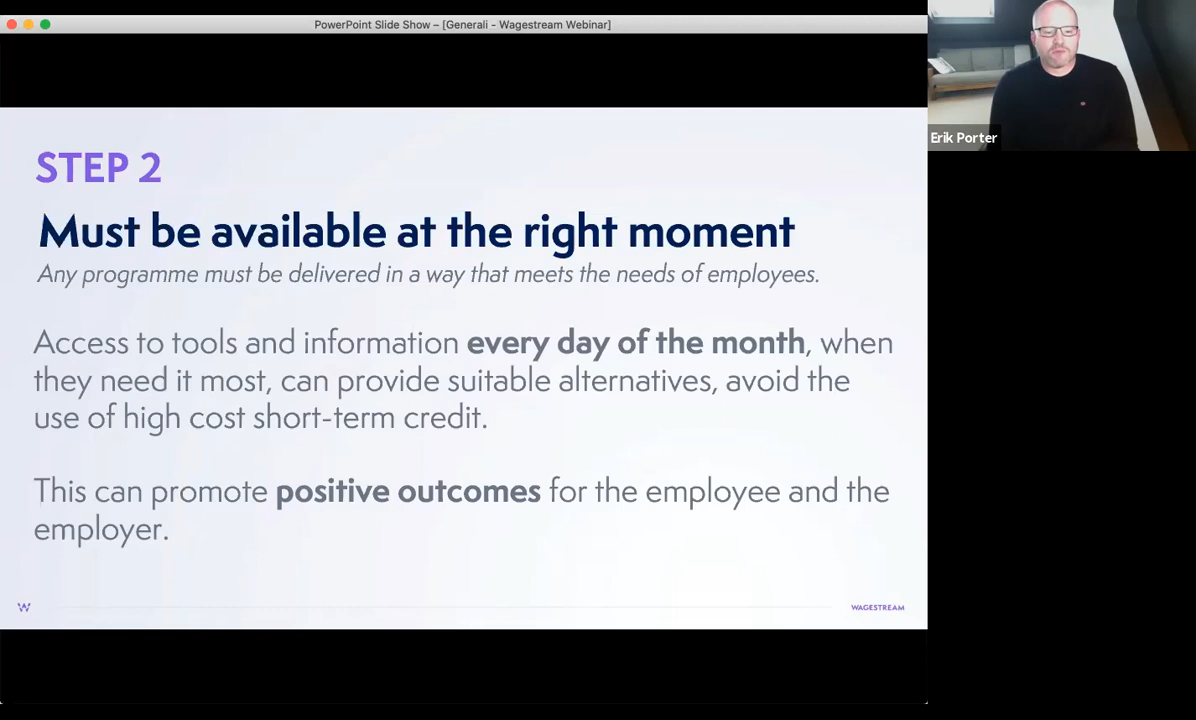 PowerPoint Slide Show – [Generali - Wagestream Webinar]
Erik Porter
STEP 2
Must be available at the right moment
Any programme must be delivered in a way that meets the needs of employees.
Access to tools and information every day of the month, when
they need it most, can provide suitable alternatives, avoid the
use of high cost short-term credit.
This can promote positive outcomes for the employee and the
employer.
W
WAGESTREAM